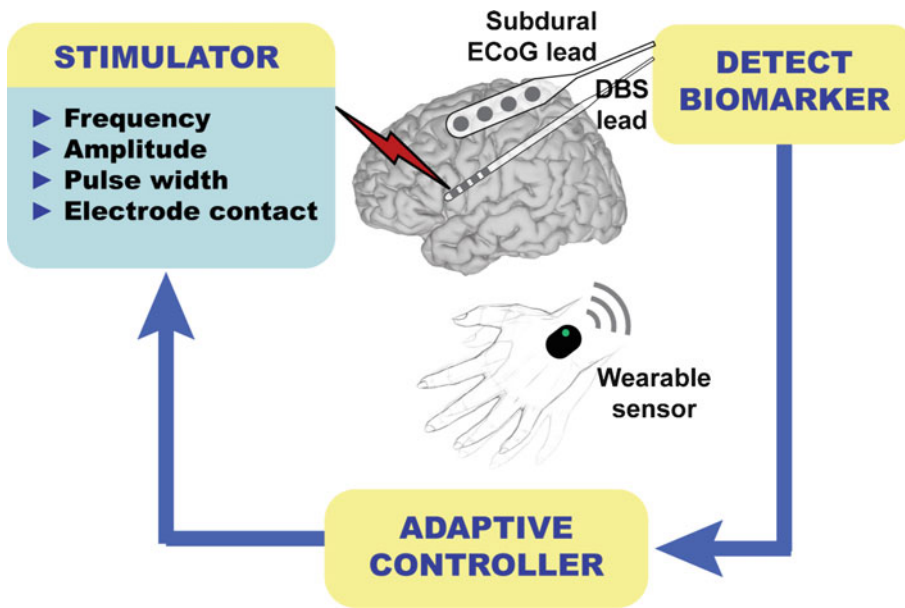 STIMULATOR
Frequency
Amplitude
Pulse width
Electrode contact
Subdural
ECoG lead
DBS
lead
DETECT
BIOMARKER
Wearable
sensor
ADAPTIVE
CONTROLLER